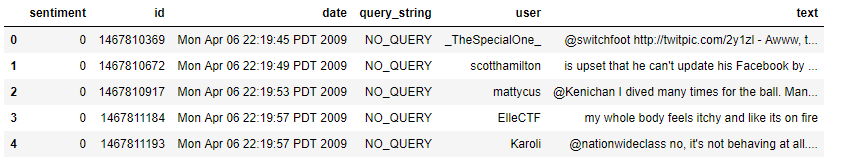 sentiment id date query_string user text
0 0 1467810369 Mon Apr 06 22:19:45 PDT 2009 NO_QUERY _TheSpecialOne_ @switchfoot http://twitpic.com/2y1zl - Awww, t...
1 0 1467810672 Mon Apr 06 22:19:49 PDT 2009 NO_QUERY scotthamilton is upset that he can't update his Facebook by ...
2 0 1467810917 Mon Apr 06 22:19:53 PDT 2009 NO_QUERY mattycus @Kenichan I dived many times for the ball. Man...
3 0 1467811184 Mon Apr 06 22:19:57 PDT 2009 NO_QUERY ElleCTF my whole body feels itchy and like its on fire
4 0 1467811193 Mon Apr 06 22:19:57 PDT 2009 NO_QUERY Karoli @nationwideclass no, it's not behaving at all....